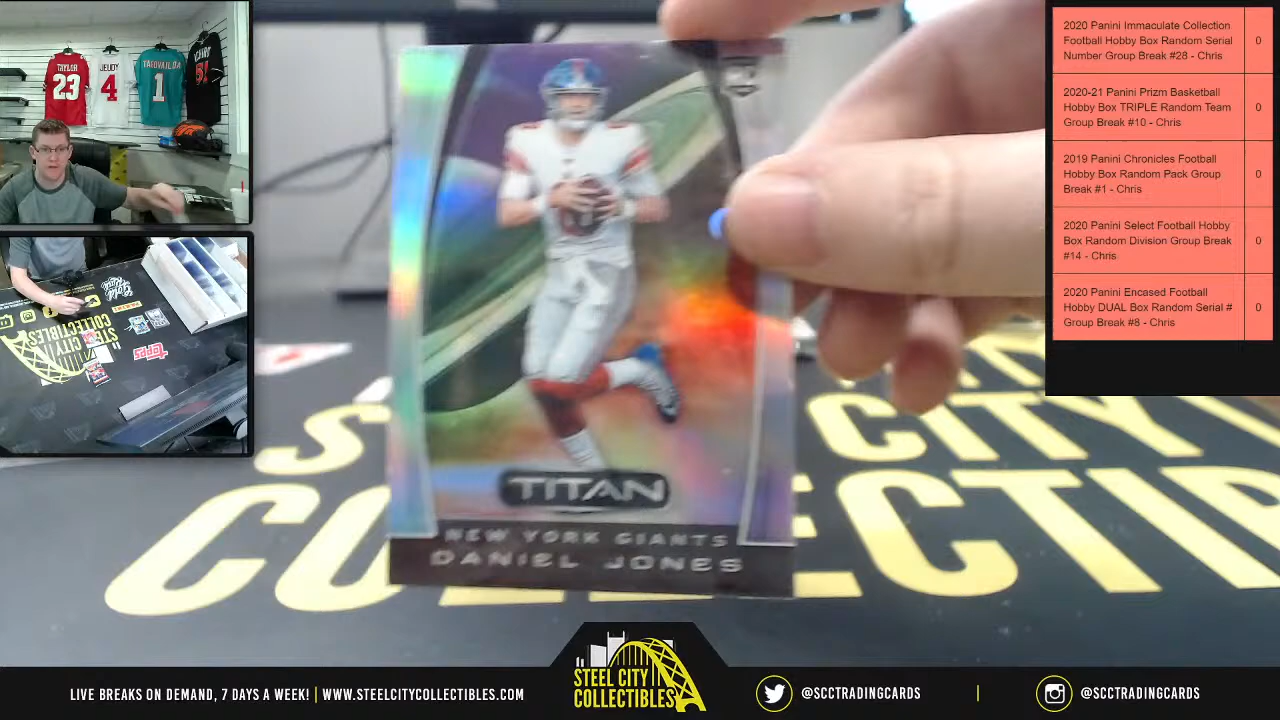 TAYLOR
23
JEUDY
4
TAGOVAILOA
1
ICHIRO
51
STEEL CITY
COLLECTIBLES
topps
RC
TITAN
NEW YORK GIANTS
DANIEL JONES
2020 Panini Immaculate Collection
Football Hobby Box Random Serial
Number Group Break #28 - Chris
0
2020-21 Panini Prizm Basketball
Hobby Box TRIPLE Random Team
Group Break #10 - Chris
0
2019 Panini Chronicles Football
Hobby Box Random Pack Group
Break #1 - Chris
0
2020 Panini Select Football Hobby
Box Random Division Group Break
#14 - Chris
0
2020 Panini Encased Football
Hobby DUAL Box Random Serial #
Group Break #8 - Chris
0
LIVE BREAKS ON DEMAND, 7 DAYS A WEEK! | WWW.STEELCITYCOLLECTIBLES.COM
STEEL CITY
COLLECTIBLES
@SCCTRADINGCARDS
@SCCTRADINGCARDS